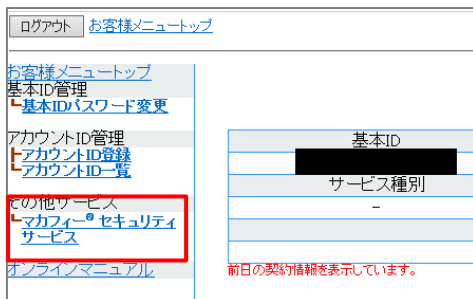 ログアウト お客様メニュートップ
お客様メニュートップ
基本ID管理
基本IDパスワード変更
アカウントID管理
アカウントID登録
アカウントID一覧
その他サービス
マカフィー® セキュリティ
サービス
オンラインマニュアル
基本ID
サービス種別
-
前日の契約情報を表示しています。